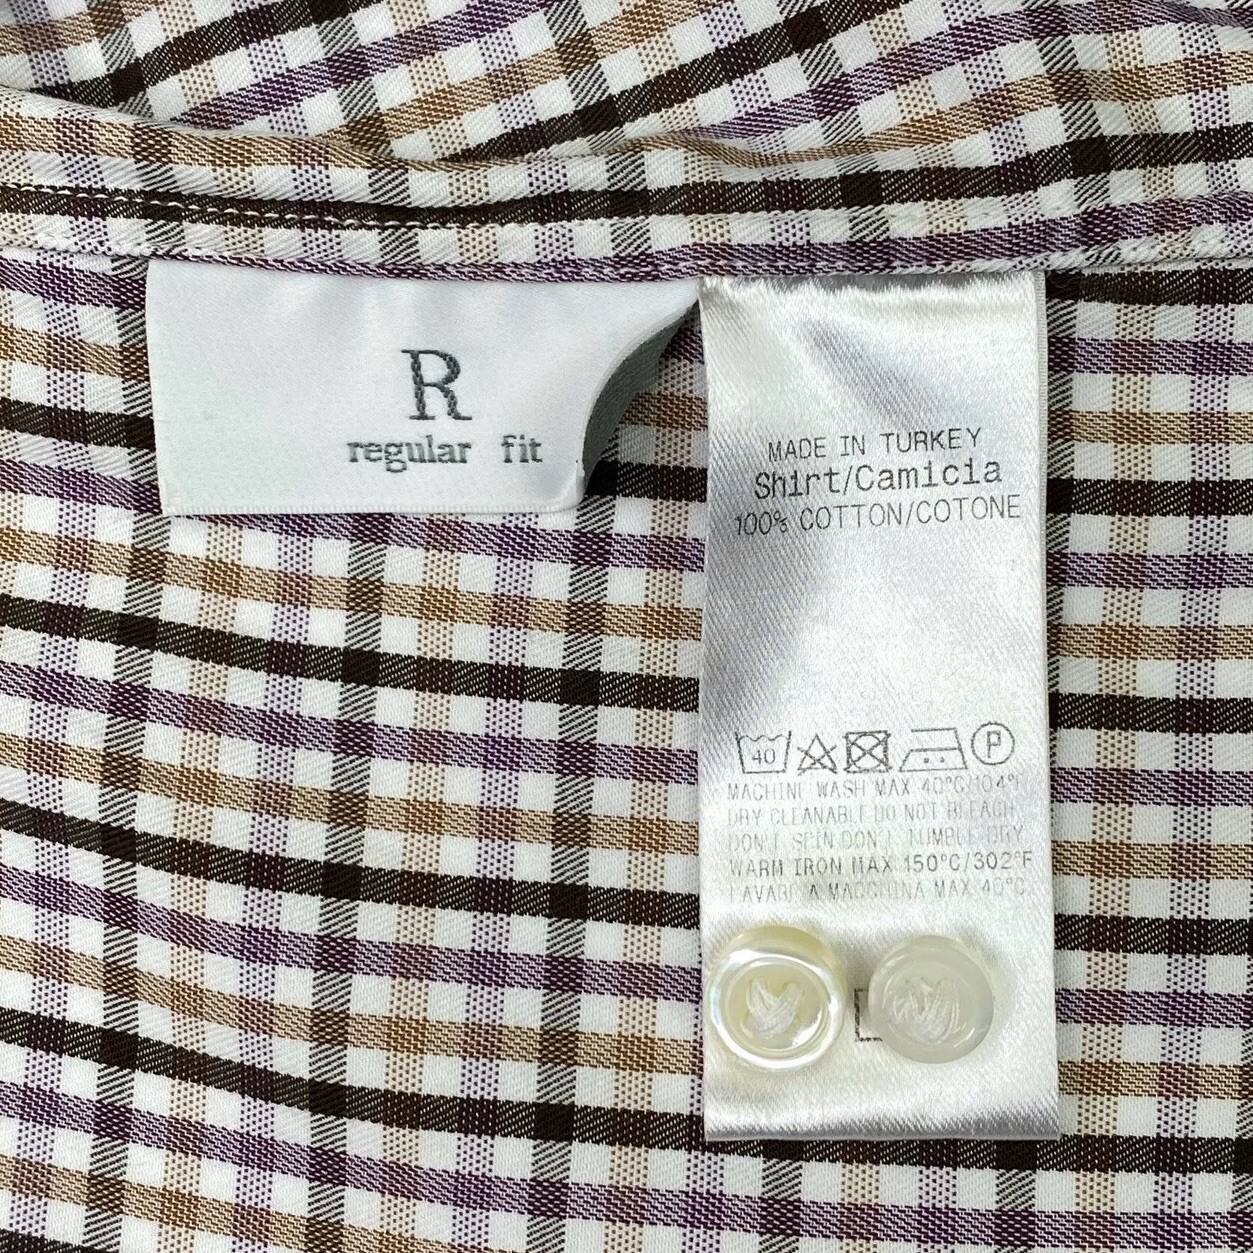 R
regular fit
MADE IN TURKEY
Shirt/Camicia
100% COTTON/COTONE
40 P
MACHINE WASH MAX 40°C/104°F
DRY CLEANABLE DO NOT BLEACH
DON'T SPIN DON'T TUMBLE DRY
WARM IRON MAX 150°C/302°F
LAVARE A MACCHINA MAX 40°C